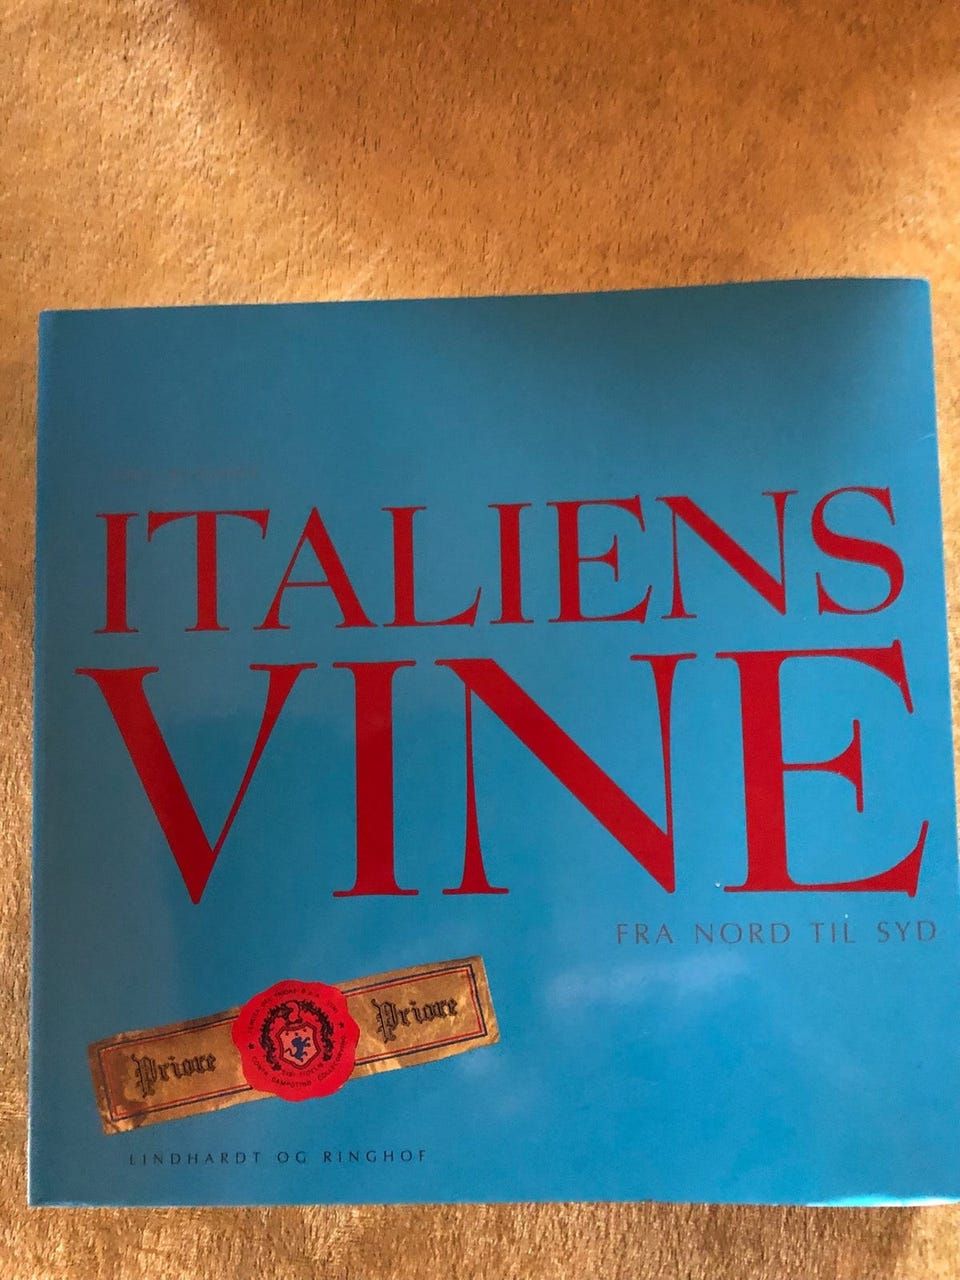 ITALIENS
VINE
FRA NORD TIL SYD
Priore
Priore
LINDHARDT OG RINGHOF